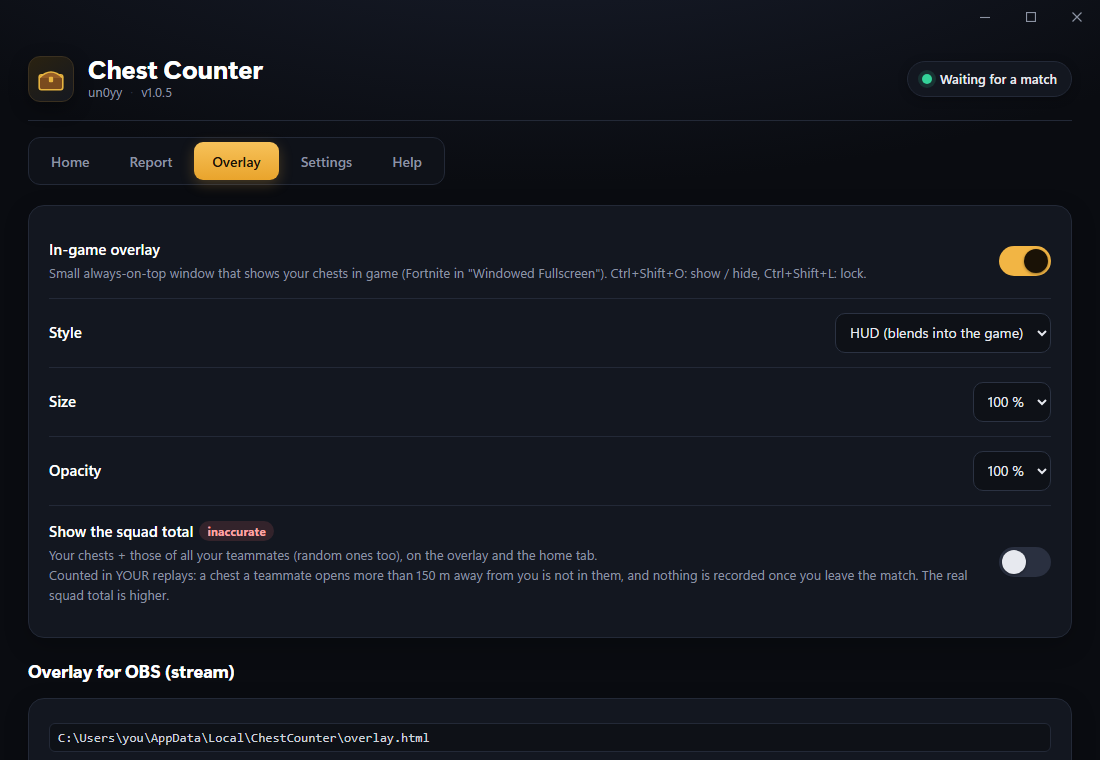 Chest Counter
un0yy · v1.0.5
Waiting for a match
Home
Report
Overlay
Settings
Help
In-game overlay
Small always-on-top window that shows your chests in game (Fortnite in "Windowed Fullscreen"). Ctrl+Shift+O: show / hide, Ctrl+Shift+L: lock.
Style
HUD (blends into the game)
Size
100 %
Opacity
100 %
Show the squad total inaccurate
Your chests + those of all your teammates (random ones too), on the overlay and the home tab.
Counted in YOUR replays: a chest a teammate opens more than 150 m away from you is not in them, and nothing is recorded once you leave the match. The real
squad total is higher.
Overlay for OBS (stream)
C:\Users\you\AppData\Local\ChestCounter\overlay.html